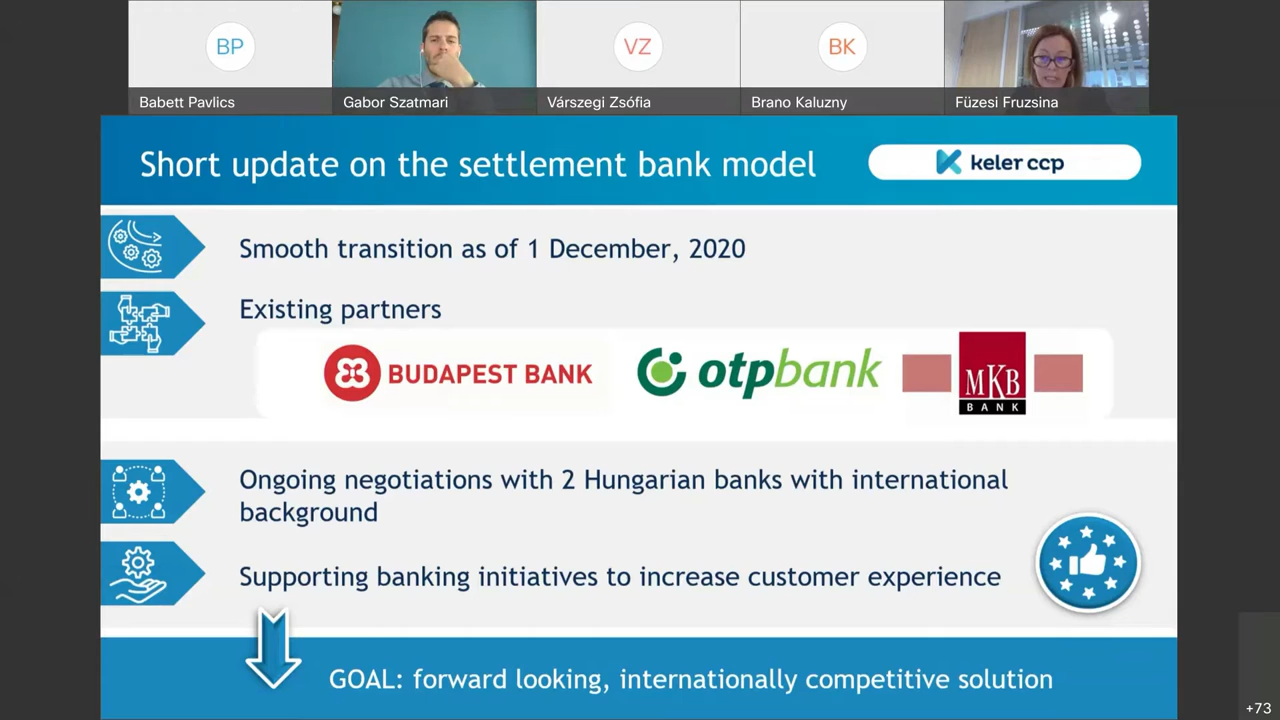 BP
VZ
BK
Babett Pavlics
Gabor Szatmari
Várszegi Zsófia
Brano Kaluzny
Füzesi Fruzsina
Short update on the settlement bank model
keler ccp
Smooth transition as of 1 December, 2020
Existing partners
BUDAPEST BANK
otpbank
MKB
BANK
Ongoing negotiations with 2 Hungarian banks with international
background
Supporting banking initiatives to increase customer experience
GOAL: forward looking, internationally competitive solution
+73